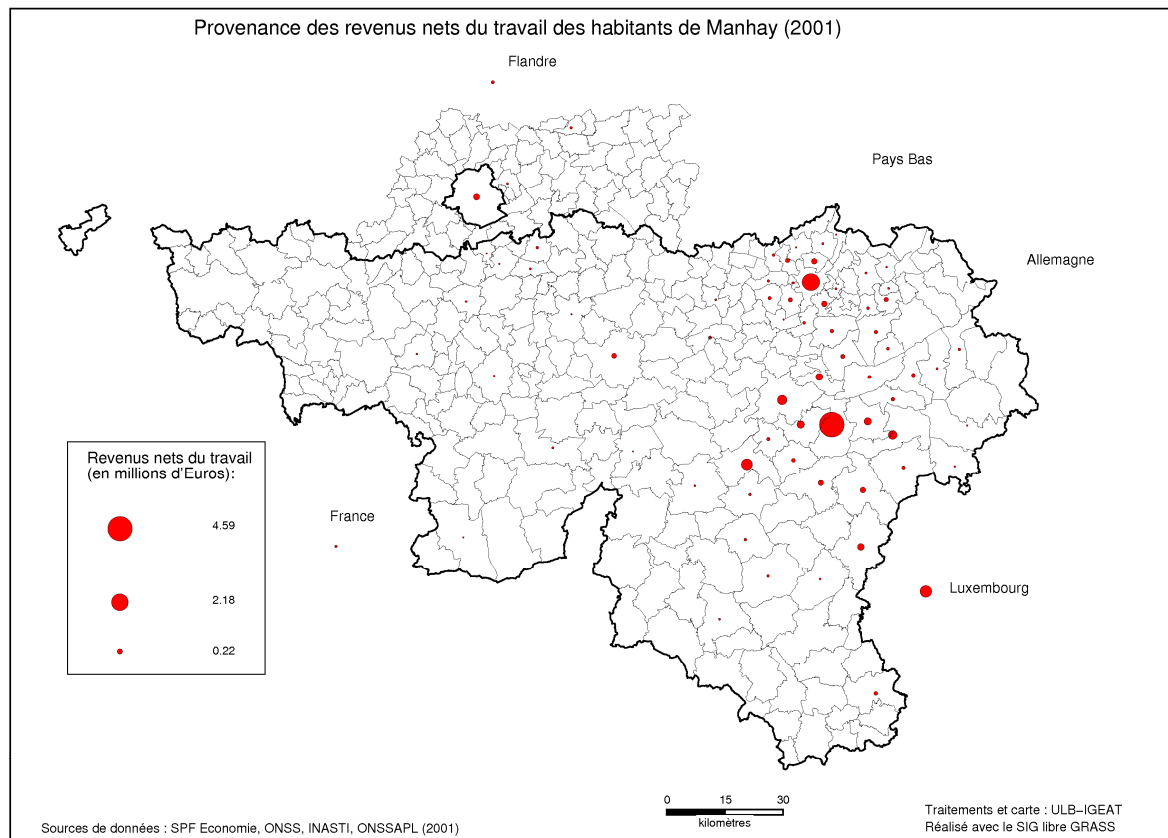 Provenance des revenus nets du travail des habitants de Manhay (2001)
Flandre
Pays Bas
Allemagne
Revenus nets du travail
(en millions d'Euros):
4.59
2.18
0.22
France
Luxembourg
0 15 30
kilomètres
Sources de données : SPF Economie, ONSS, INASTI, ONSSAPL (2001)
Traitements et carte : ULB–IGEAT
Réalisé avec le SIG libre GRASS